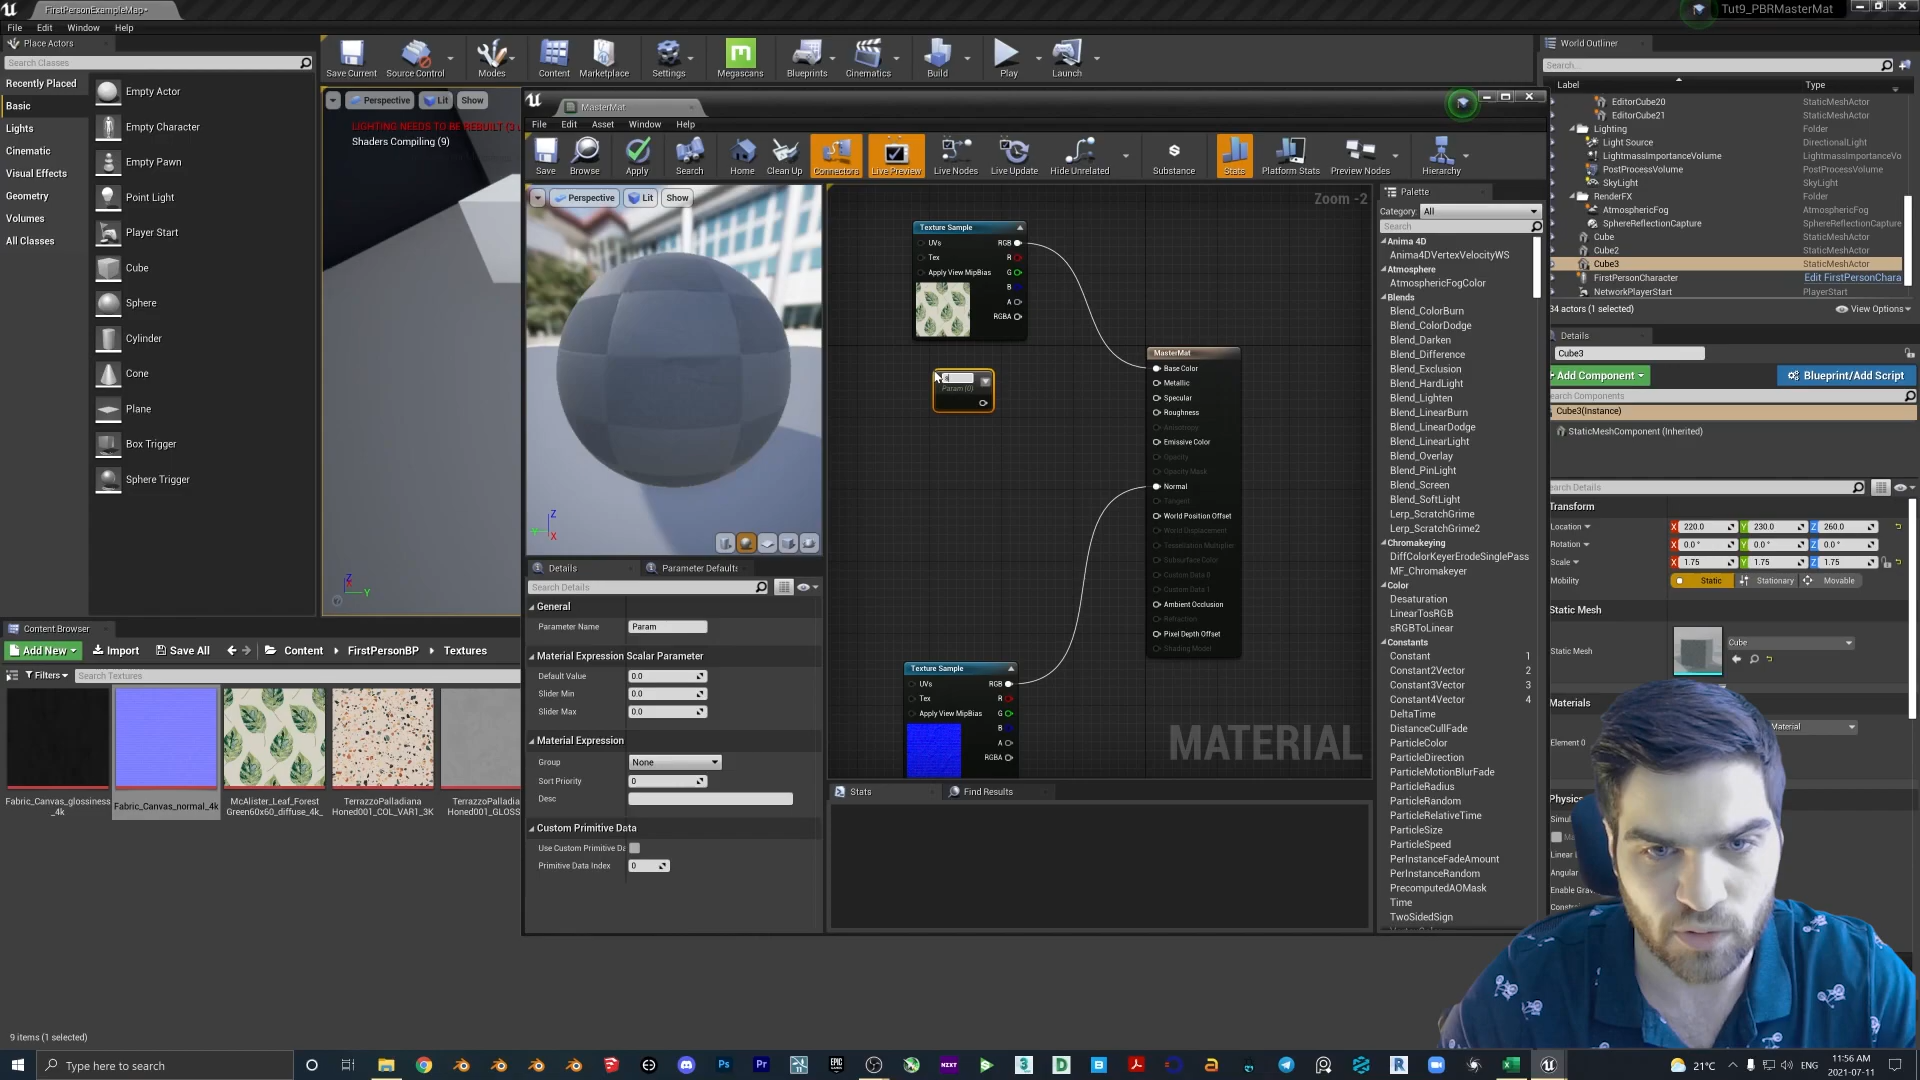 FirstPersonExampleMap•
Tut9_PBRMasterMat
File Edit Window Help
Place Actors
Search Classes
Recently Placed
Basic
Lights
Cinematic
Visual Effects
Geometry
Volumes
All Classes
Empty Actor
Empty Character
Empty Pawn
Point Light
Player Start
Cube
Sphere
Cylinder
Cone
Plane
Box Trigger
Sphere Trigger
Save Current
Source Control
Modes
Content
Marketplace
Settings
Megascans
Blueprints
Cinematics
Build
Play
Launch
Perspective Lit Show
LIGHTING NEEDS TO BE REBUILT
Shaders Compiling (9)
MasterMat
File Edit Asset Window Help
Save
Browse
Apply
Search
Home
Clean Up
Connectors
Live Preview
Live Nodes
Live Update
Hide Unrelated
Substance
Stats
Platform Stats
Preview Nodes
Hierarchy
Perspective Lit Show
Details
Parameter Defaults
Search Details
General
Parameter Name Param
Material Expression Scalar Parameter
Default Value 0.0
Slider Min 0.0
Slider Max 0.0
Material Expression
Group None
Sort Priority 0
Desc
Custom Primitive Data
Use Custom Primitive Da
Primitive Data Index 0
Zoom -2
Texture Sample
UVs RGB
Tex R
Apply View MipBias G
B
A
RGBA
Param (0)
MasterMat
Base Color
Metallic
Specular
Roughness
Anisotropy
Emissive Color
Opacity
Opacity Mask
Normal
Tangent
World Position Offset
World Displacement
Tessellation Multiplier
Subsurface Color
Custom Data 0
Custom Data 1
Ambient Occlusion
Refraction
Pixel Depth Offset
Shading Model
Texture Sample
UVs RGB
Tex R
Apply View MipBias G
B
A
RGBA
MATERIAL
Stats
Find Results
Palette
Category: All
Search
Anima 4D
Anima4DVertexVelocityWS
Atmosphere
AtmosphericFogColor
Blends
Blend_ColorBurn
Blend_ColorDodge
Blend_Darken
Blend_Difference
Blend_Exclusion
Blend_HardLight
Blend_Lighten
Blend_LinearBurn
Blend_LinearDodge
Blend_LinearLight
Blend_Overlay
Blend_PinLight
Blend_Screen
Blend_SoftLight
Lerp_ScratchGrime
Lerp_ScratchGrime2
Chromakeying
DiffColorKeyerErodeSinglePass
MF_Chromakeyer
Color
Desaturation
LinearTosRGB
sRGBToLinear
Constants
Constant 1
Constant2Vector 2
Constant3Vector 3
Constant4Vector 4
DeltaTime
DistanceCullFade
ParticleColor
ParticleDirection
ParticleMotionBlurFade
ParticleRadius
ParticleRandom
ParticleRelativeTime
ParticleSize
ParticleSpeed
PerInstanceFadeAmount
PerInstanceRandom
PrecomputedAOMask
Time
TwoSidedSign
World Outliner
Search...
Label Type
EditorCube20 StaticMeshActor
EditorCube21 StaticMeshActor
Lighting Folder
Light Source DirectionalLight
LightmassImportanceVolume LightmassImportanceVo
PostProcessVolume PostProcessVolume
SkyLight SkyLight
RenderFX Folder
AtmosphericFog AtmosphericFog
SphereReflectionCapture SphereReflectionCapture
Cube StaticMeshActor
Cube2 StaticMeshActor
Cube3 StaticMeshActor
FirstPersonCharacter Edit FirstPersonChara
NetworkPlayerStart PlayerStart
34 actors (1 selected) View Options
Details
Cube3
Add Component Blueprint/Add Script
earch Components
Cube3(Instance)
StaticMeshComponent (Inherited)
earch Details
Transform
Location X 220.0 Y 230.0 Z 260.0
Rotation X 0.0 ° Y 0.0 ° Z 0.0 °
Scale X 1.75 Y 1.75 Z 1.75
Mobility Static Stationary Movable
Static Mesh
Static Mesh Cube
Materials
Element 0 Material
Physic
Simul
Linear
Angular
Enable Grav
Content Browser
Add New Import Save All Content FirstPersonBP Textures
Filters Search Textures
Fabric_Canvas_glossiness_4k
Fabric_Canvas_normal_4k
McAlister_Leaf_Forest Green60x60_diffuse_4k_
TerrazzoPalladiana Honed001_COL_VAR1_3K
TerrazzoPalladia Honed001_GLOSS
9 items (1 selected)
Type here to search
21°C ENG
11:56 AM
2021-07-11